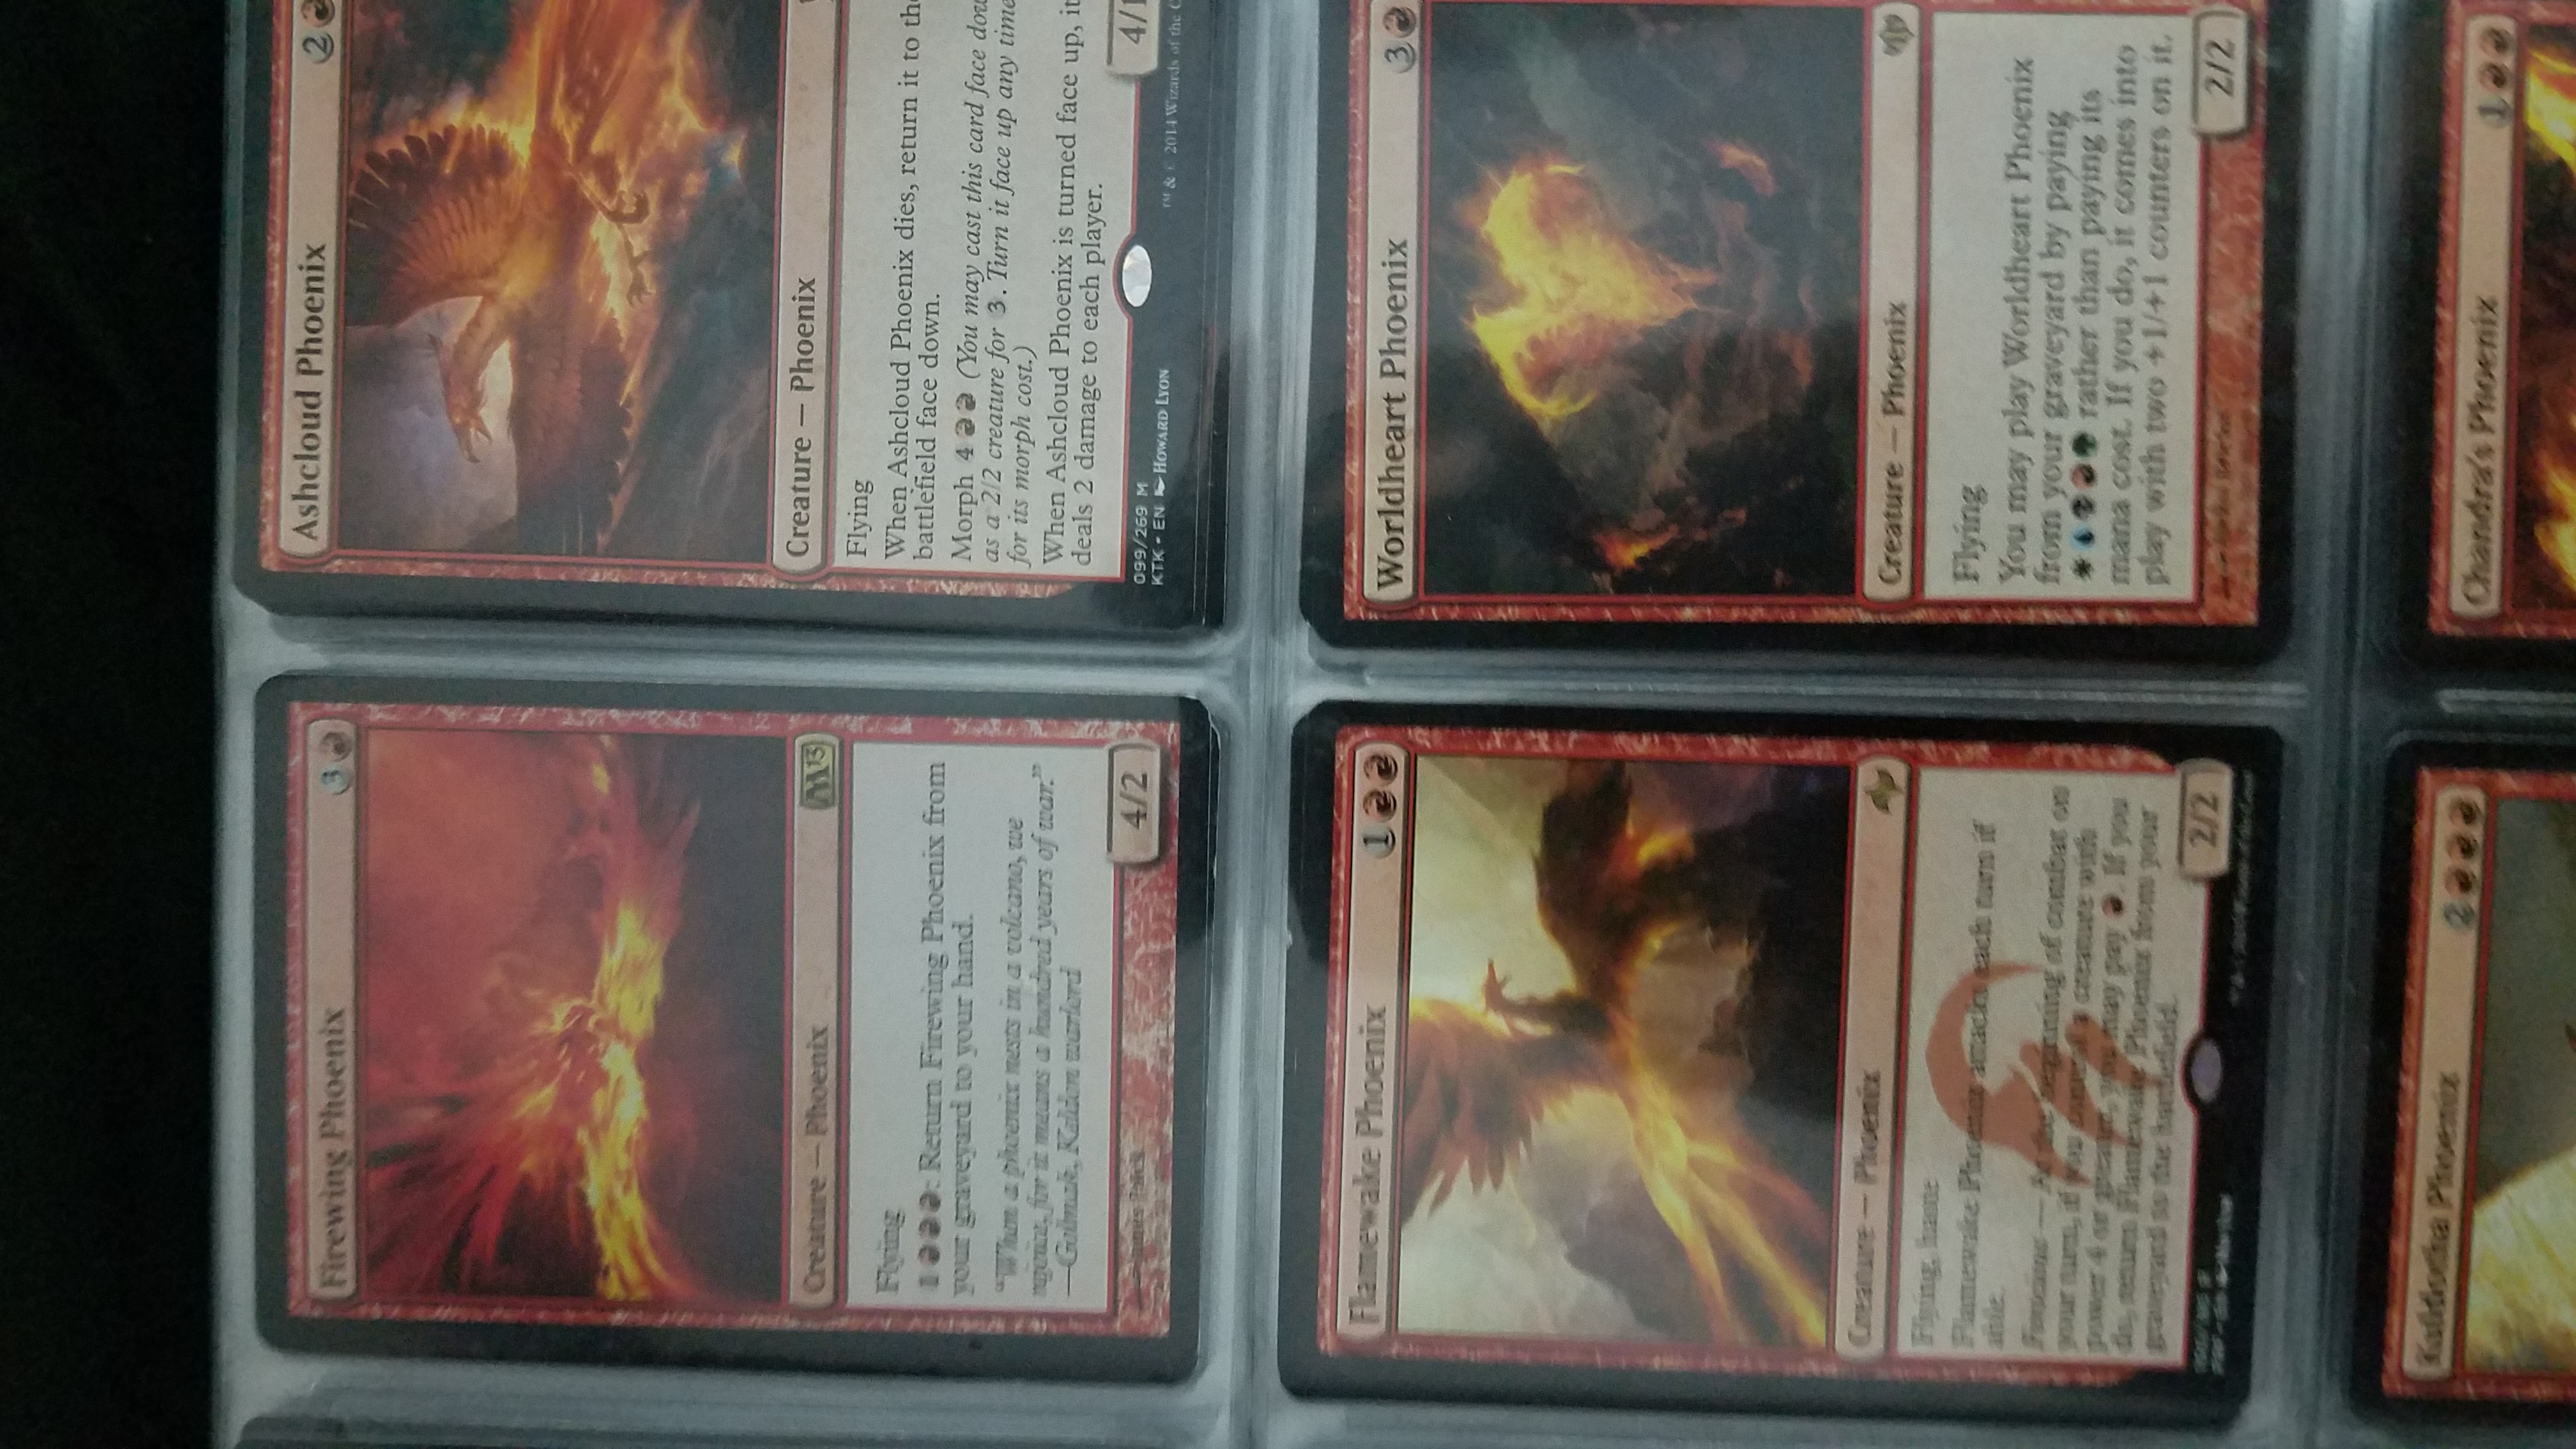 Firewing Phoenix 3
Creature — Phoenix M13
Flying
1 : Return Firewing Phoenix from
your graveyard to your hand.
"When a phoenix nests in a volcano, we
rejoice, for it means a hundred years of war."
—Golmak, Keldon warlord
4/2
Ashcloud Phoenix 2
Creature — Phoenix
Flying
When Ashcloud Phoenix dies, return it to
battlefield face down.
Morph 4 (You may cast this card face
as a 2/2 creature for 3. Turn it face up any time
for its morph cost.)
When Ashcloud Phoenix is turned face up, it
deals 2 damage to each player.
4/
099/269 M
KTK • EN Howard Lyon
™ & © 2014 Wizards of the
Flamewake Phoenix 1
Creature — Phoenix
Flying, haste
Flamewake Phoenix attacks each turn if
able.
Ferocious — At the beginning of combat on
your turn, if you control a creature with
power 4 or greater, you may pay . If you
do, return Flamewake Phoenix from your
graveyard to the battlefield.
2/2
Worldheart Phoenix 3
Creature — Phoenix
Flying
You may play Worldheart Phoenix
from your graveyard by paying
rather than paying its
mana cost. If you do, it comes into
play with two +1/+1 counters on it.
2/2
Kuldotha Phoenix 2
Chandra's Phoenix 1